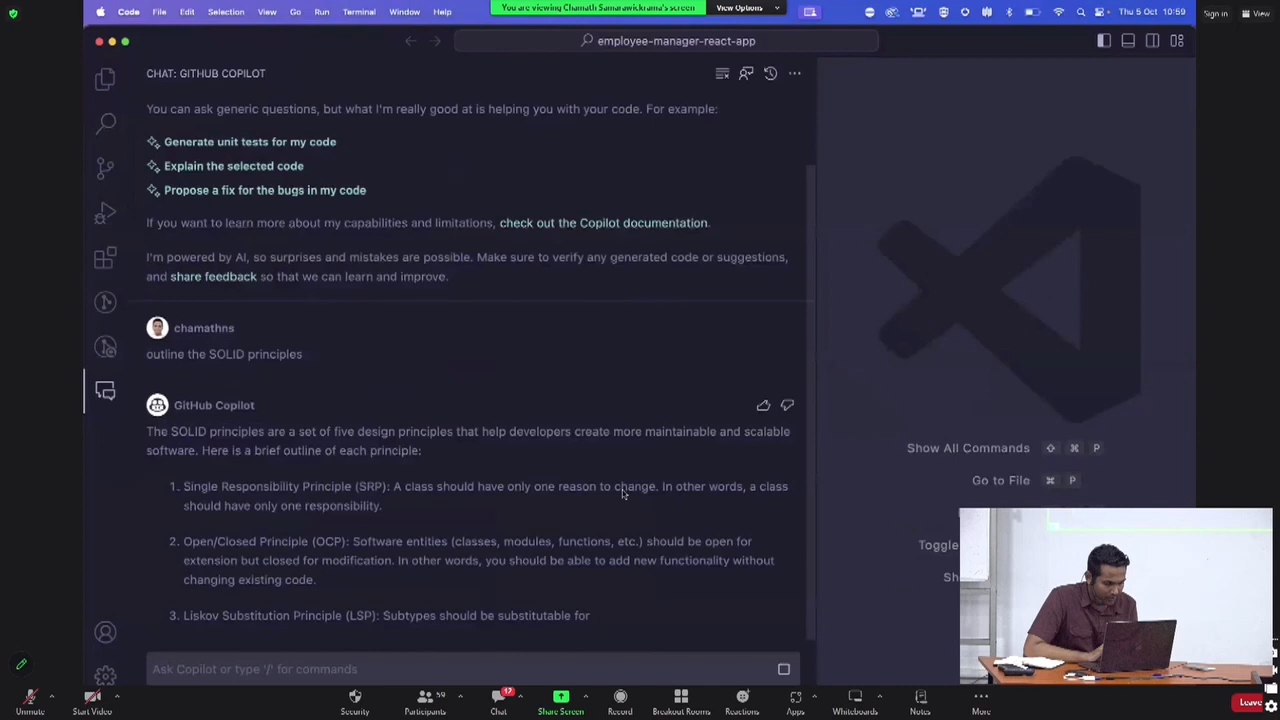 Code File Edit Selection View Go Run Terminal Window Help
You are viewing Chamath Samarawickrama's screen
View Options
Thu 5 Oct 10:59
Sign in
View
employee-manager-react-app
CHAT: GITHUB COPILOT
You can ask generic questions, but what I'm really good at is helping you with your code. For example:
Generate unit tests for my code
Explain the selected code
Propose a fix for the bugs in my code
If you want to learn more about my capabilities and limitations, check out the Copilot documentation.
I'm powered by AI, so surprises and mistakes are possible. Make sure to verify any generated code or suggestions,
and share feedback so that we can learn and improve.
chamathns
outline the SOLID principles
GitHub Copilot
The SOLID principles are a set of five design principles that help developers create more maintainable and scalable
software. Here is a brief outline of each principle:
1. Single Responsibility Principle (SRP): A class should have only one reason to change. In other words, a class
should have only one responsibility.
2. Open/Closed Principle (OCP): Software entities (classes, modules, functions, etc.) should be open for
extension but closed for modification. In other words, you should be able to add new functionality without
changing existing code.
3. Liskov Substitution Principle (LSP): Subtypes should be substitutable for
Ask Copilot or type '/' for commands
Show All Commands ⇧ ⌘ P
Go to File ⌘ P
Toggle
Sh
Unmute
Start Video
Security
Participants 59
Chat 17
Share Screen
Record
Breakout Rooms
Reactions
Apps
Whiteboards
Notes
More
Leave